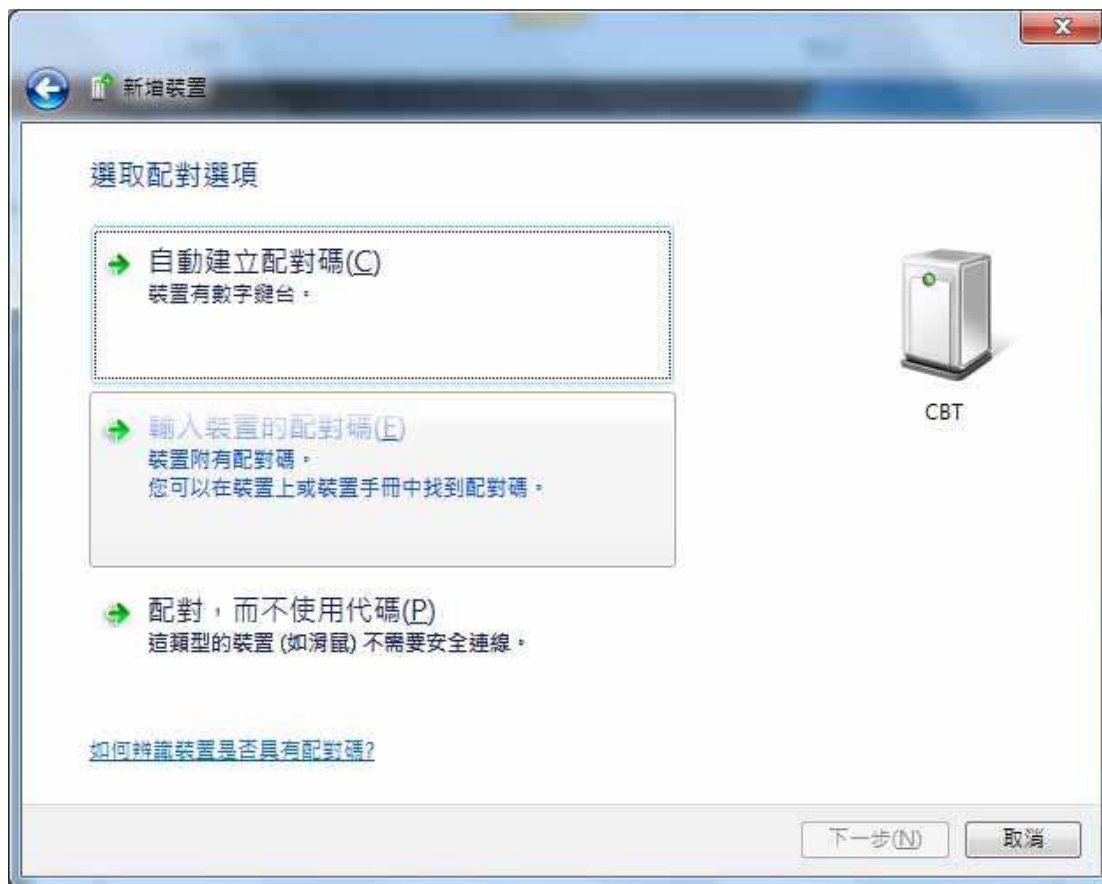 新增裝置
選取配對選項
自動建立配對碼(C)
裝置有數字鍵台。
輸入裝置的配對碼(E)
裝置附有配對碼。
您可以在裝置上或裝置手冊中找到配對碼。
配對，而不使用代碼(P)
這類型的裝置 (如滑鼠) 不需要安全連線。
如何辨識裝置是否具有配對碼?
CBT
下一步(N)
取消